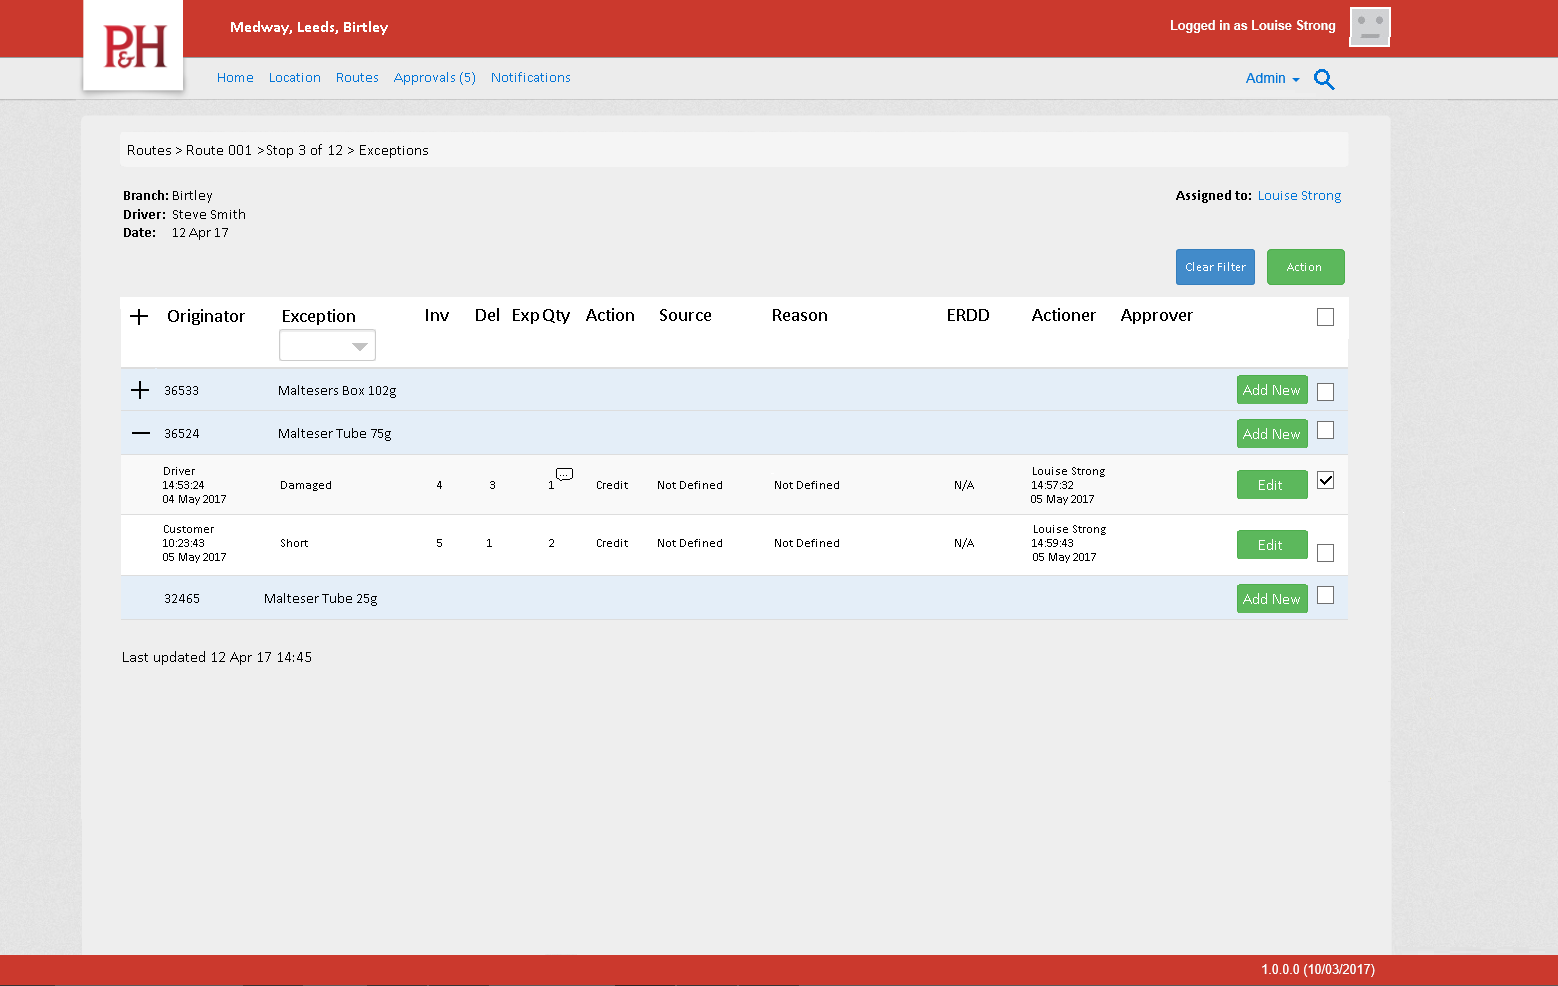 P&H
Medway, Leeds, Birtley
Logged in as Louise Strong
Home Location Routes Approvals (5) Notifications
Admin
Routes > Route 001 >Stop 3 of 12 > Exceptions
Branch: Birtley
Assigned to: Louise Strong
Driver: Steve Smith
Date: 12 Apr 17
Clear Filter Action
Originator Exception Inv Del Exp Qty Action Source Reason ERDD Actioner Approver
36533 Maltesers Box 102g Add New
36524 Malteser Tube 75g Add New
Driver Louise Strong
14:53:24 Damaged 4 3 1 Credit Not Defined Not Defined N/A 14:57:32 Edit
04 May 2017 05 May 2017
Customer Louise Strong
10:23:43 Short 5 1 2 Credit Not Defined Not Defined N/A 14:59:43 Edit
05 May 2017 05 May 2017
32465 Malteser Tube 25g Add New
Last updated 12 Apr 17 14:45
1.0.0.0 (10/03/2017)